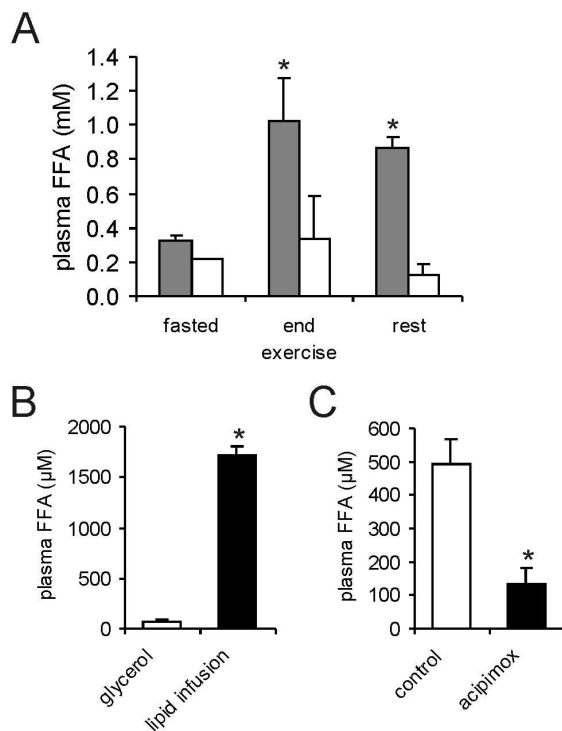 A
plasma FFA (mM)
1.4
1.2
1.0
0.8
0.6
0.4
0.2
0.0
* *
fasted end rest
exercise
B
plasma FFA (µM)
2000
1500
1000
500
0
*
glycerol
lipid infusion
C
plasma FFA (µM)
600
500
400
300
200
100
0
*
control
acipimox